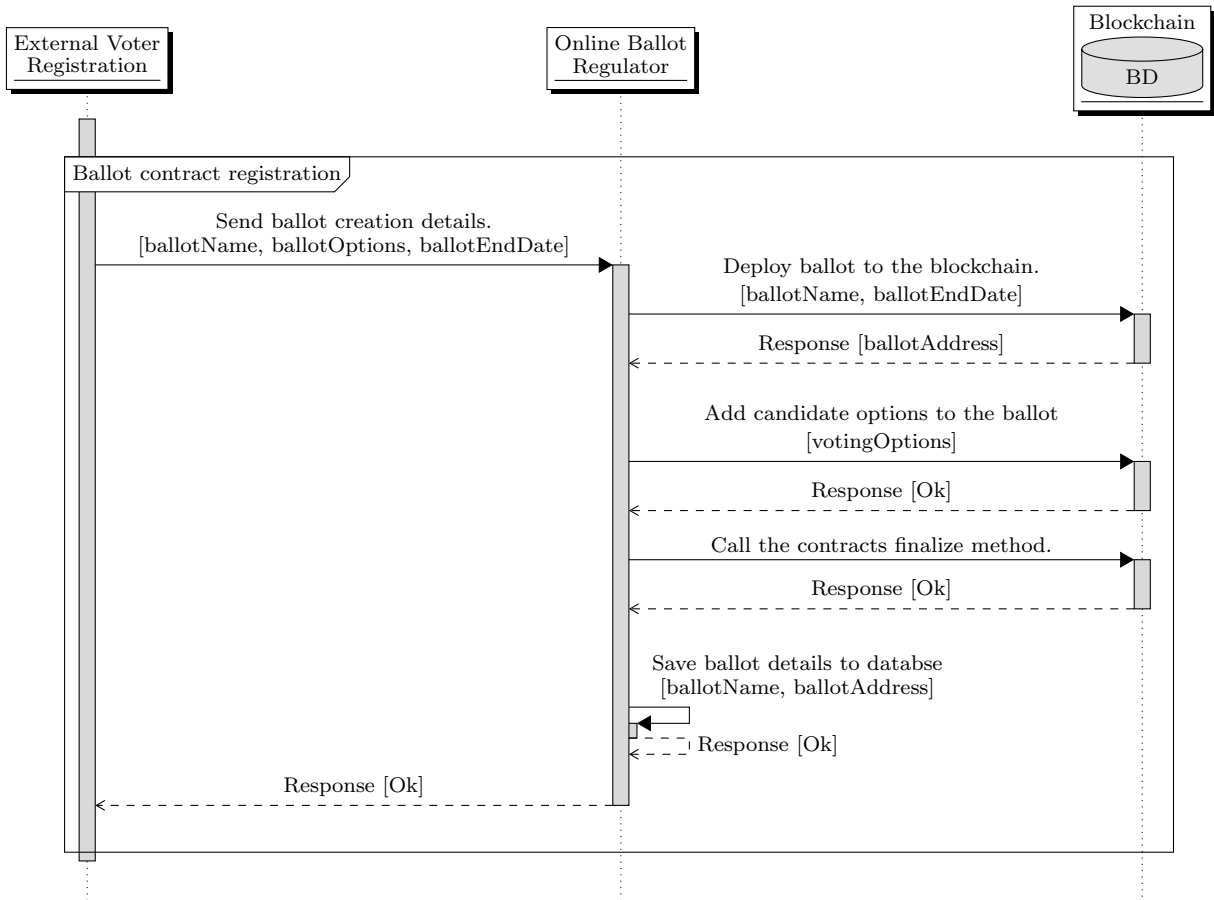 External Voter
Registration
Online Ballot
Regulator
Blockchain
BD
Ballot contract registration
Send ballot creation details.
[ballotName, ballotOptions, ballotEndDate]
Deploy ballot to the blockchain.
[ballotName, ballotEndDate]
Response [ballotAddress]
Add candidate options to the ballot
[votingOptions]
Response [Ok]
Call the contracts finalize method.
Response [Ok]
Save ballot details to databse
[ballotName, ballotAddress]
Response [Ok]
Response [Ok]